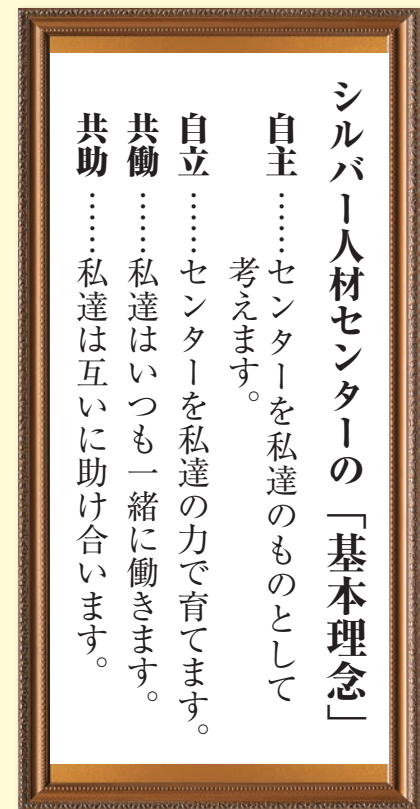 シルバー人材センターの「基本理念」
自主……センターを私達のものとして
考えます。
自立……センターを私達の力で育てます。
共働……私達はいつも一緒に働きます。
共助……私達は互いに助け合います。